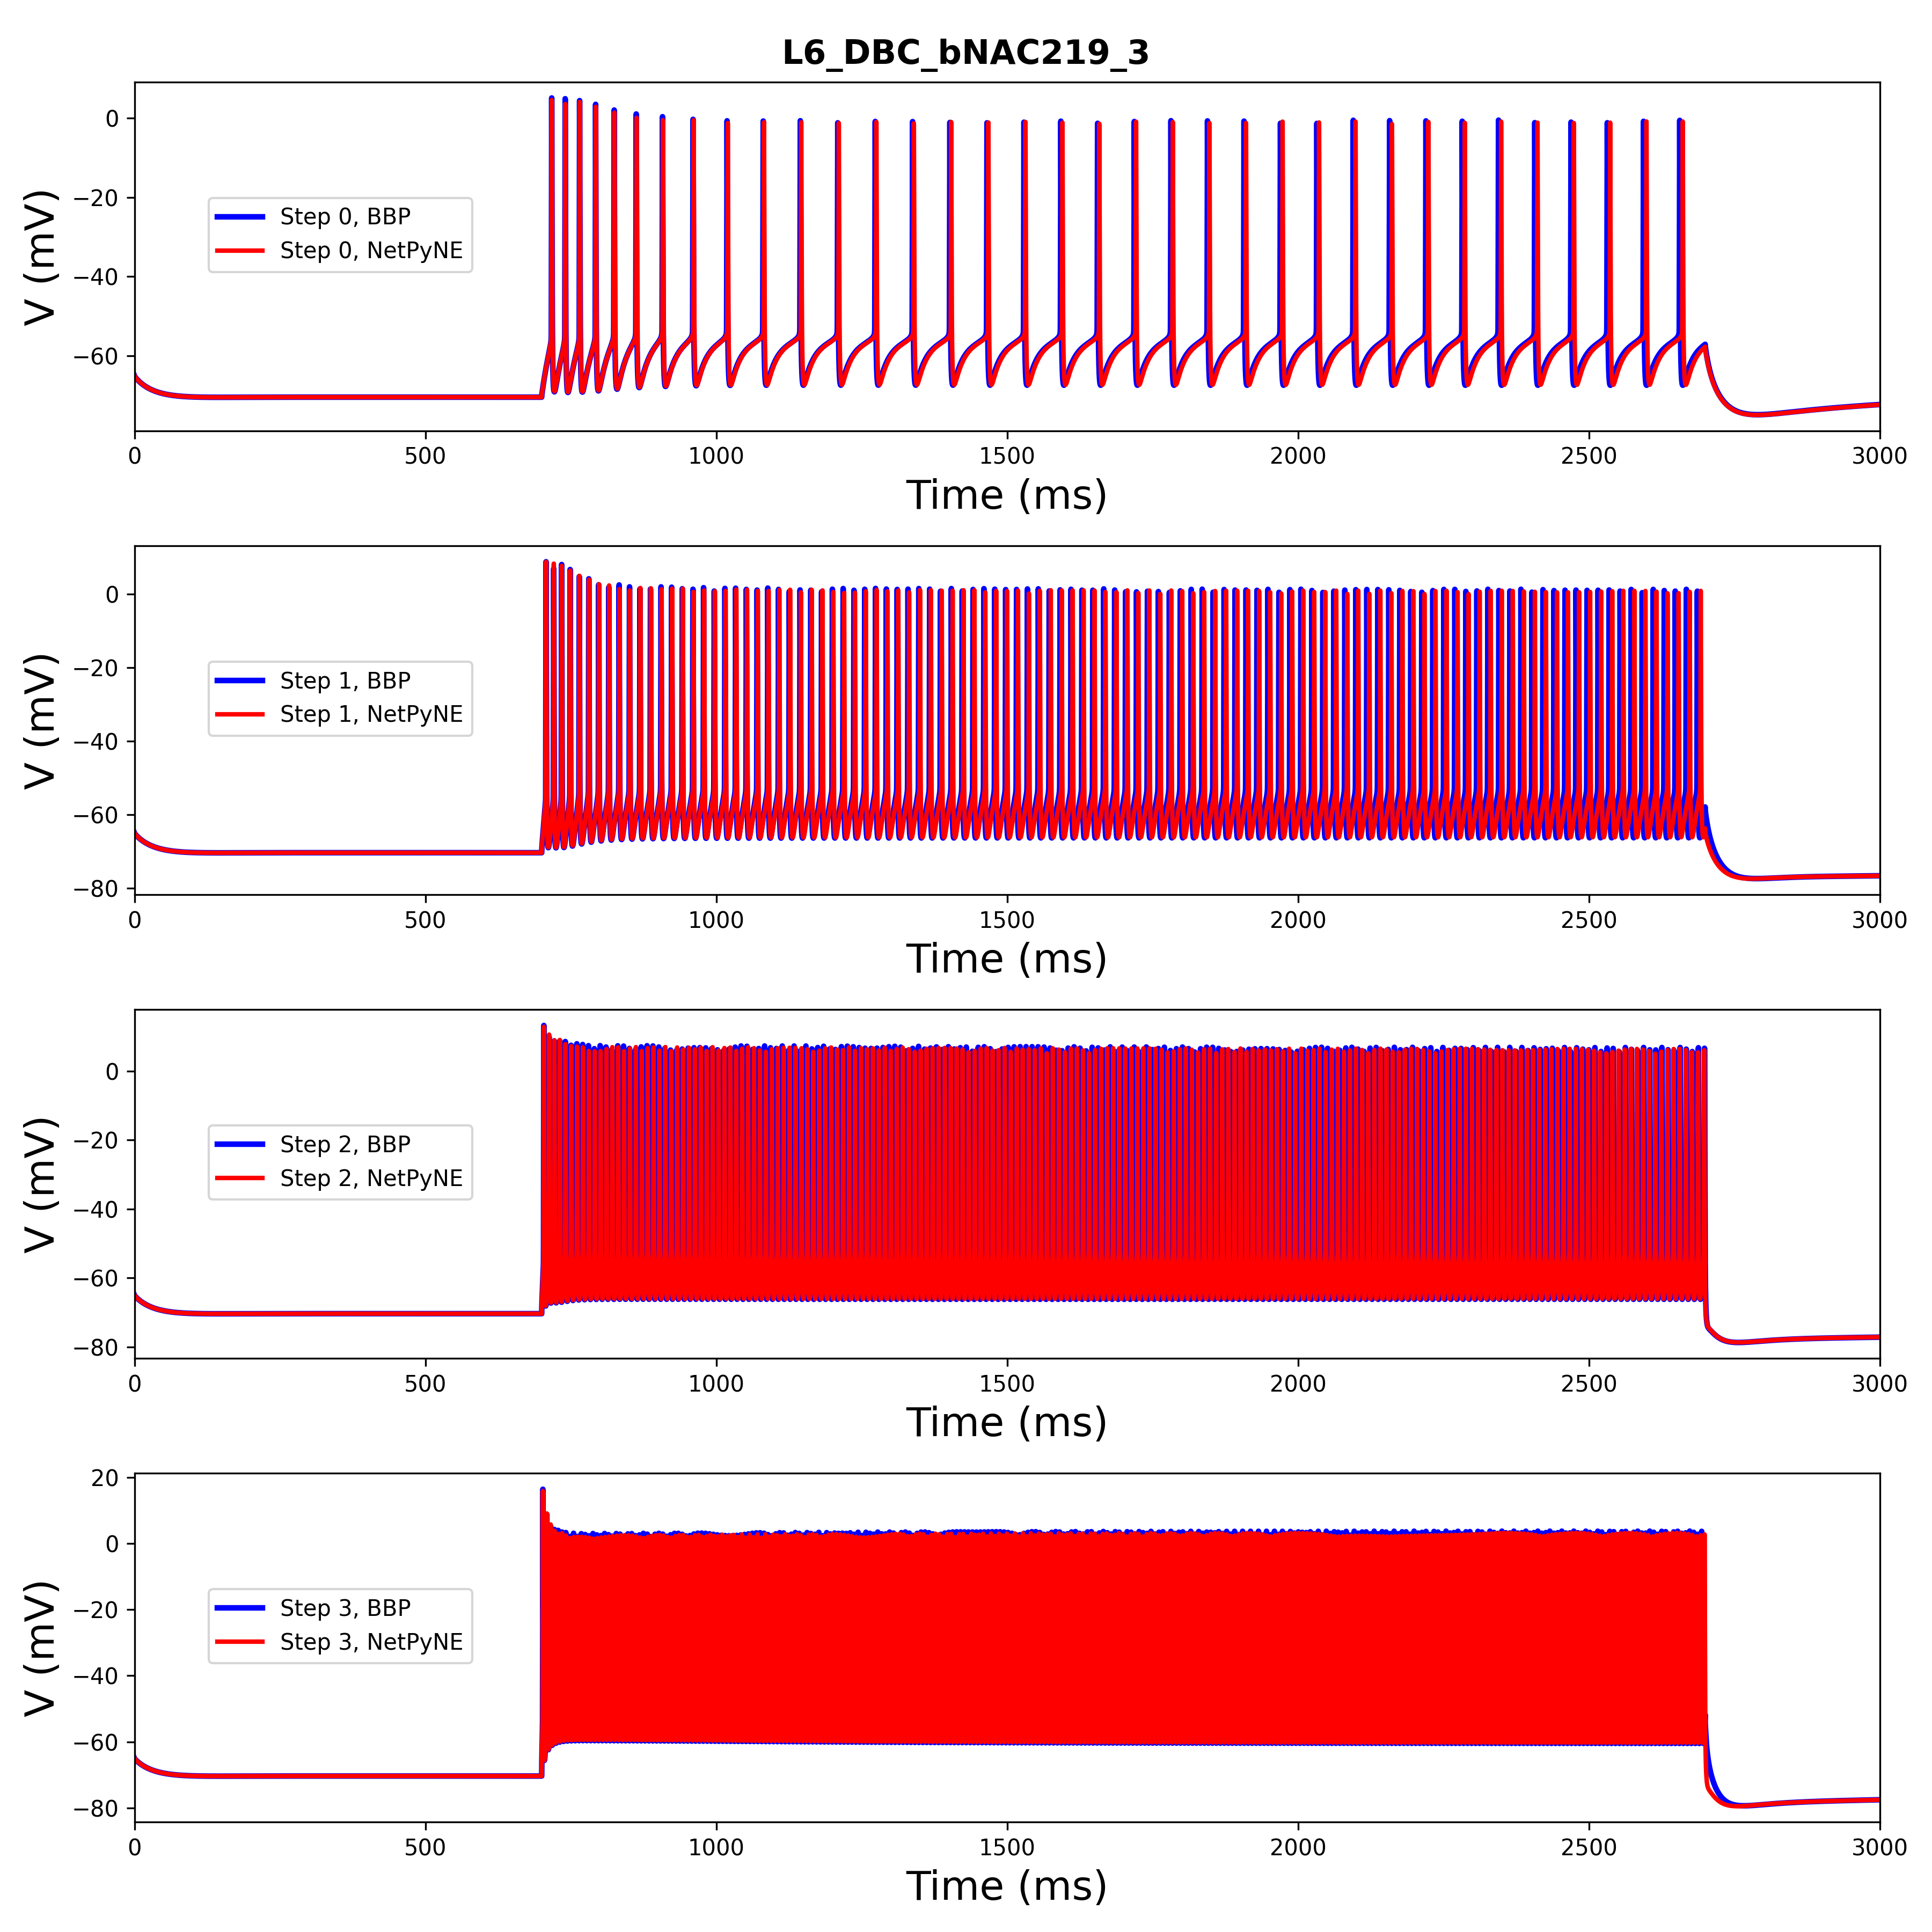 L6_DBC_bNAC219_3
0
−20
−40
−60
V (mV)
Step 0, BBP
Step 0, NetPyNE
0 500 1000 1500 2000 2500 3000
Time (ms)
0
−20
−40
−60
−80
V (mV)
Step 1, BBP
Step 1, NetPyNE
0 500 1000 1500 2000 2500 3000
Time (ms)
0
−20
−40
−60
−80
V (mV)
Step 2, BBP
Step 2, NetPyNE
0 500 1000 1500 2000 2500 3000
Time (ms)
20
0
−20
−40
−60
−80
V (mV)
Step 3, BBP
Step 3, NetPyNE
0 500 1000 1500 2000 2500 3000
Time (ms)